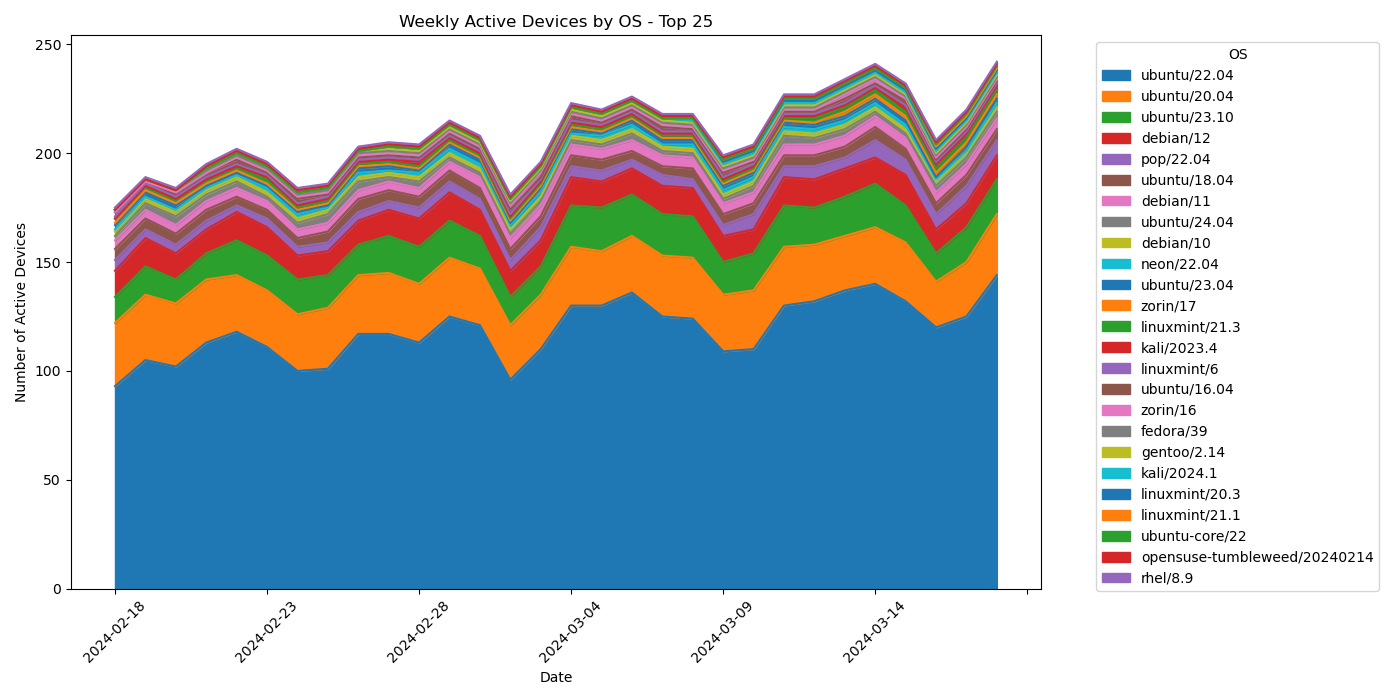 Weekly Active Devices by OS - Top 25
Number of Active Devices
250
200
150
100
50
0
2024-02-18
2024-02-23
2024-02-28
2024-03-04
2024-03-09
2024-03-14
Date
OS
ubuntu/22.04
ubuntu/20.04
ubuntu/23.10
debian/12
pop/22.04
ubuntu/18.04
debian/11
ubuntu/24.04
debian/10
neon/22.04
ubuntu/23.04
zorin/17
linuxmint/21.3
kali/2023.4
linuxmint/6
ubuntu/16.04
zorin/16
fedora/39
gentoo/2.14
kali/2024.1
linuxmint/20.3
linuxmint/21.1
ubuntu-core/22
opensuse-tumbleweed/20240214
rhel/8.9